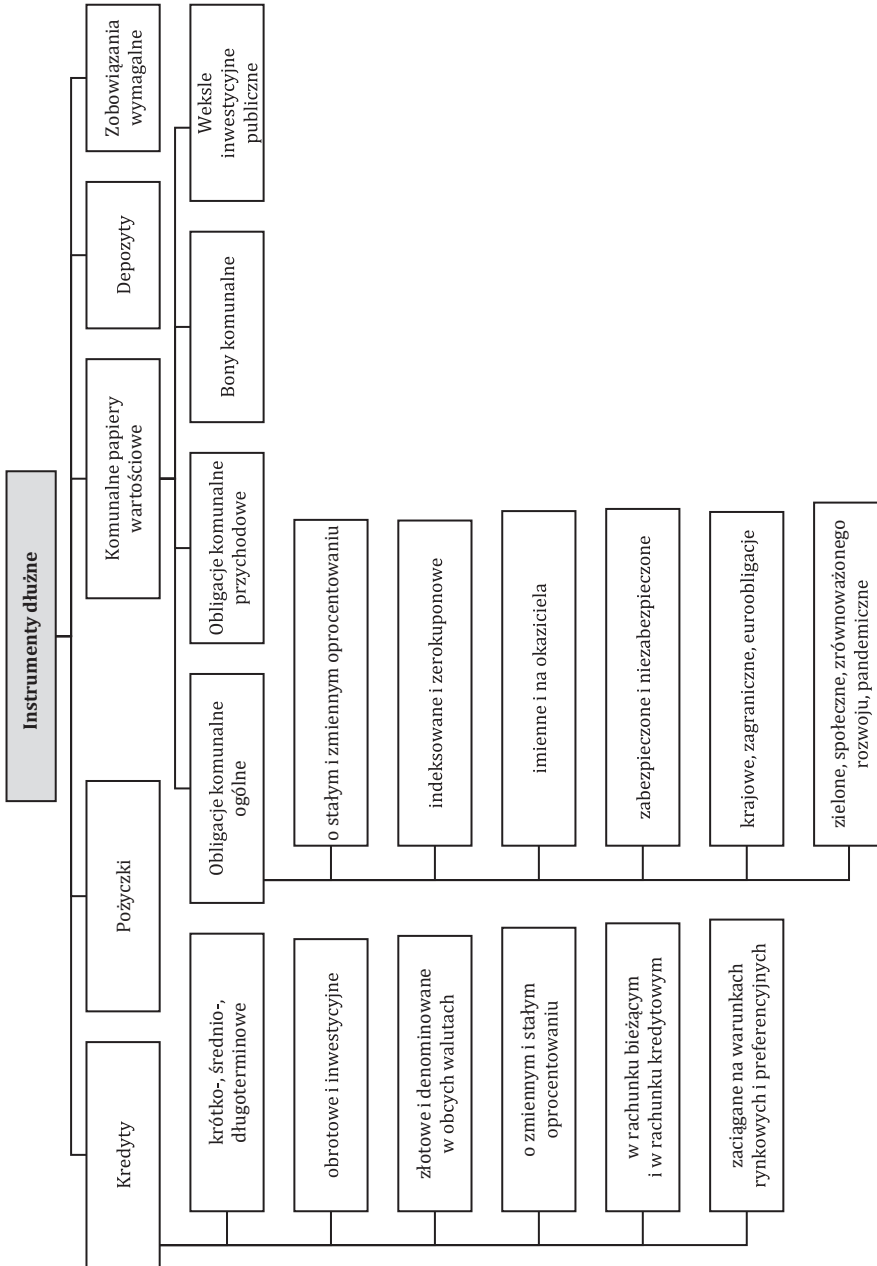 Instrumenty dłużne
Kredyty
Pożyczki
Komunalne papiery
wartościowe
Depozyty
Zobowiązania
wymagalne
krótko-, średnio-,
długoterminowe
obrotowe i inwestycyjne
złotowe i denominowane
w obcych walutach
o zmiennym i stałym
oprocentowaniu
w rachunku bieżącym
i w rachunku kredytowym
zaciągane na warunkach
rynkowych i preferencyjnych
Obligacje komunalne
ogólne
Obligacje komunalne
przychodowe
Bony komunalne
Weksle
inwestycyjne
publiczne
o stałym i zmiennym oprocentowaniu
indeksowane i zerokuponowe
imienne i na okaziciela
zabezpieczone i niezabezpieczone
krajowe, zagraniczne, euroobligacje
zielone, społeczne, zrównoważonego
rozwoju, pandemiczne